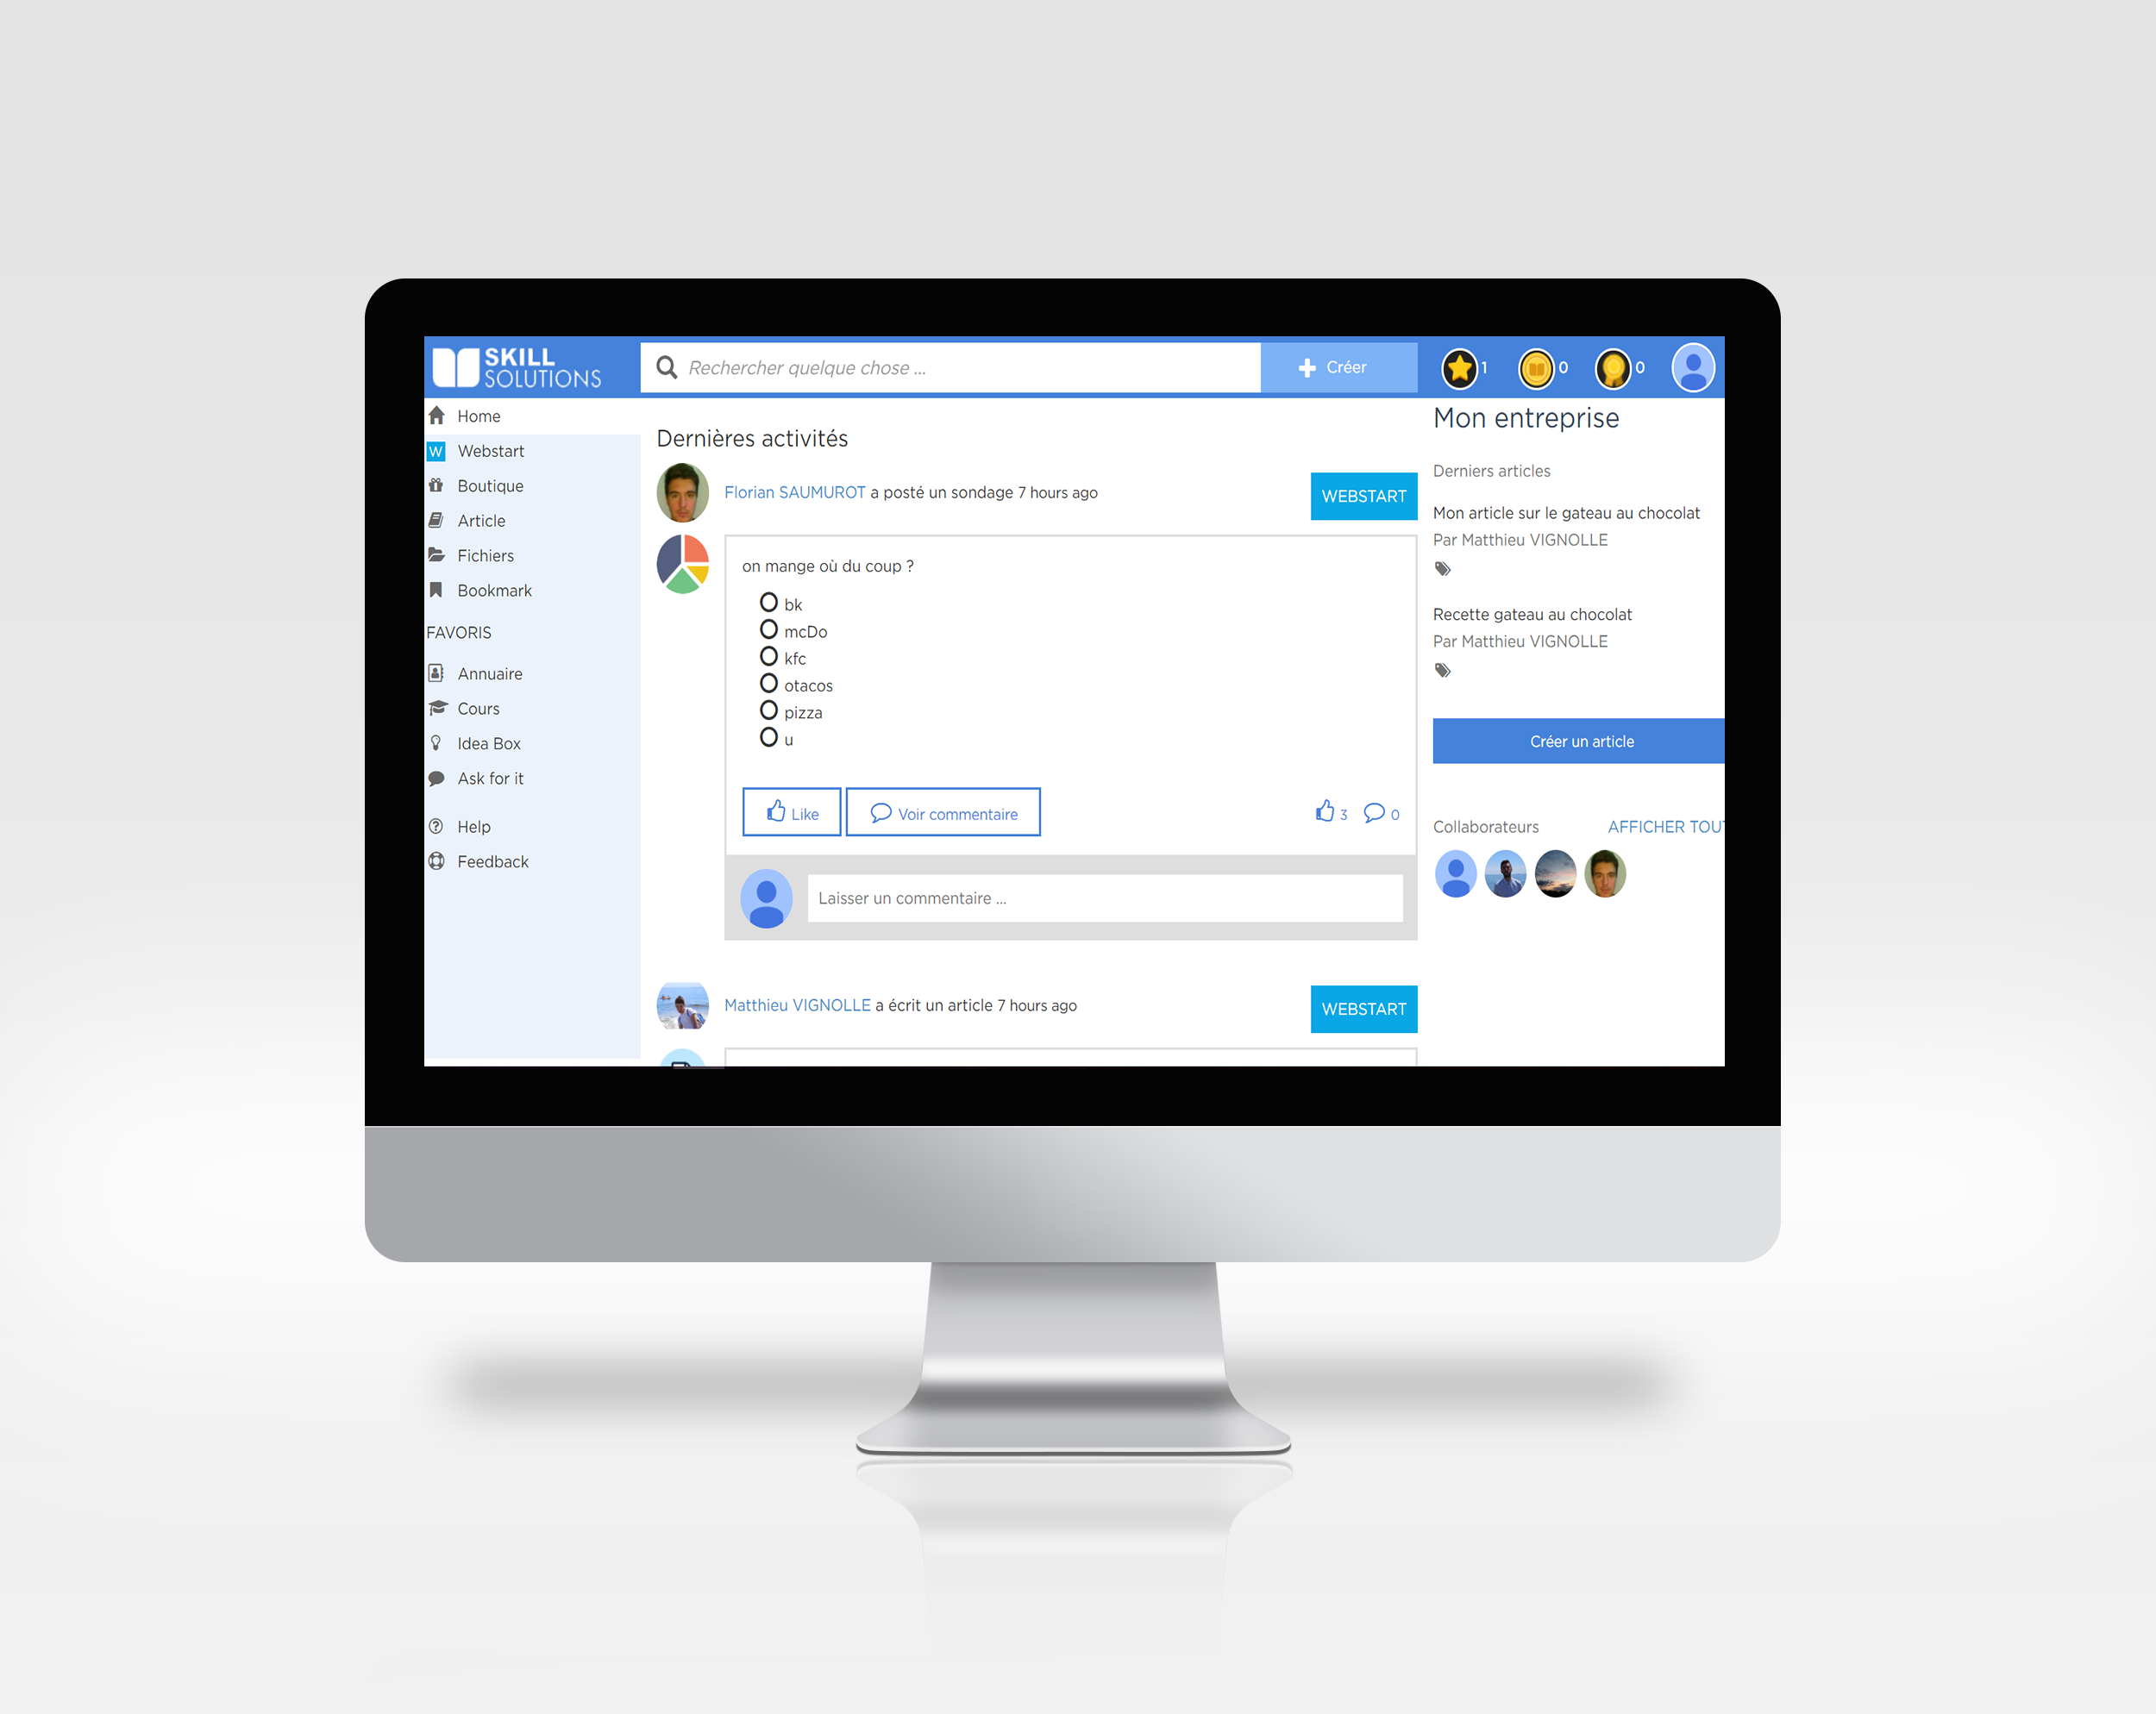 SKILL
SOLUTIONS
Rechercher quelque chose ...
Créer
1
0
0
Home
Webstart
Boutique
Article
Fichiers
Bookmark
FAVORIS
Annuaire
Cours
Idea Box
Ask for it
Help
Feedback
Dernières activités
Florian SAUMUROT a posté un sondage 7 hours ago
WEBSTART
on mange où du coup ?
bk
mcDo
kfc
otacos
pizza
u
Like
Voir commentaire
3
0
Laisser un commentaire ...
Matthieu VIGNOLLE a écrit un article 7 hours ago
WEBSTART
Mon entreprise
Derniers articles
Mon article sur le gateau au chocolat
Par Matthieu VIGNOLLE
Recette gateau au chocolat
Par Matthieu VIGNOLLE
Créer un article
Collaborateurs
AFFICHER TOUT
W